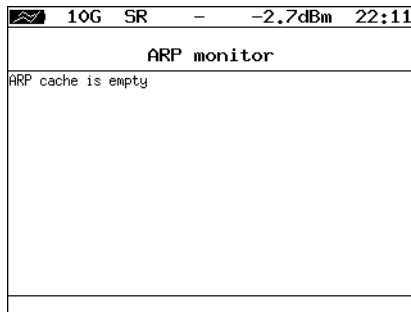 10G SR – -2.7dBm 22:11
ARP monitor
ARP cache is empty